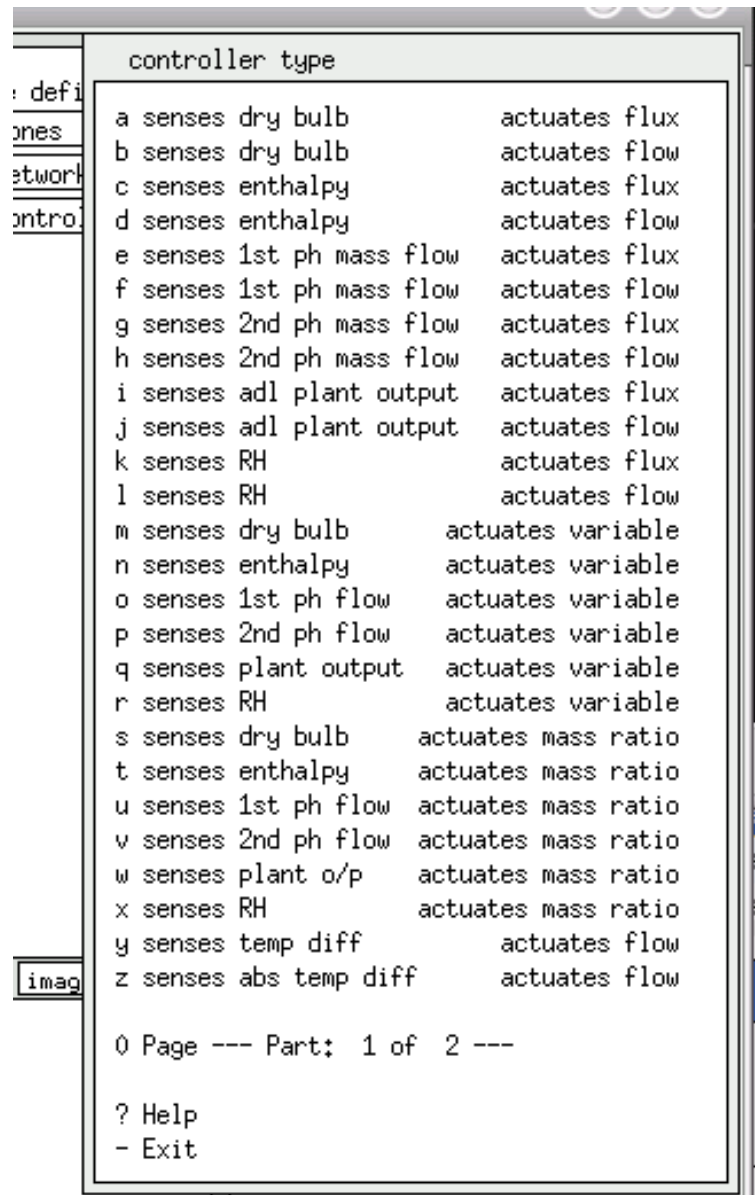 controller type
defi
ones
etwork
ontrol
a senses dry bulb actuates flux
b senses dry bulb actuates flow
c senses enthalpy actuates flux
d senses enthalpy actuates flow
e senses 1st ph mass flow actuates flux
f senses 1st ph mass flow actuates flow
g senses 2nd ph mass flow actuates flux
h senses 2nd ph mass flow actuates flow
i senses adl plant output actuates flux
j senses adl plant output actuates flow
k senses RH actuates flux
l senses RH actuates flow
m senses dry bulb actuates variable
n senses enthalpy actuates variable
o senses 1st ph flow actuates variable
p senses 2nd ph flow actuates variable
q senses plant output actuates variable
r senses RH actuates variable
s senses dry bulb actuates mass ratio
t senses enthalpy actuates mass ratio
u senses 1st ph flow actuates mass ratio
v senses 2nd ph flow actuates mass ratio
w senses plant o/p actuates mass ratio
x senses RH actuates mass ratio
y senses temp diff actuates flow
z senses abs temp diff actuates flow
imag
0 Page --- Part: 1 of 2 ---
? Help
- Exit